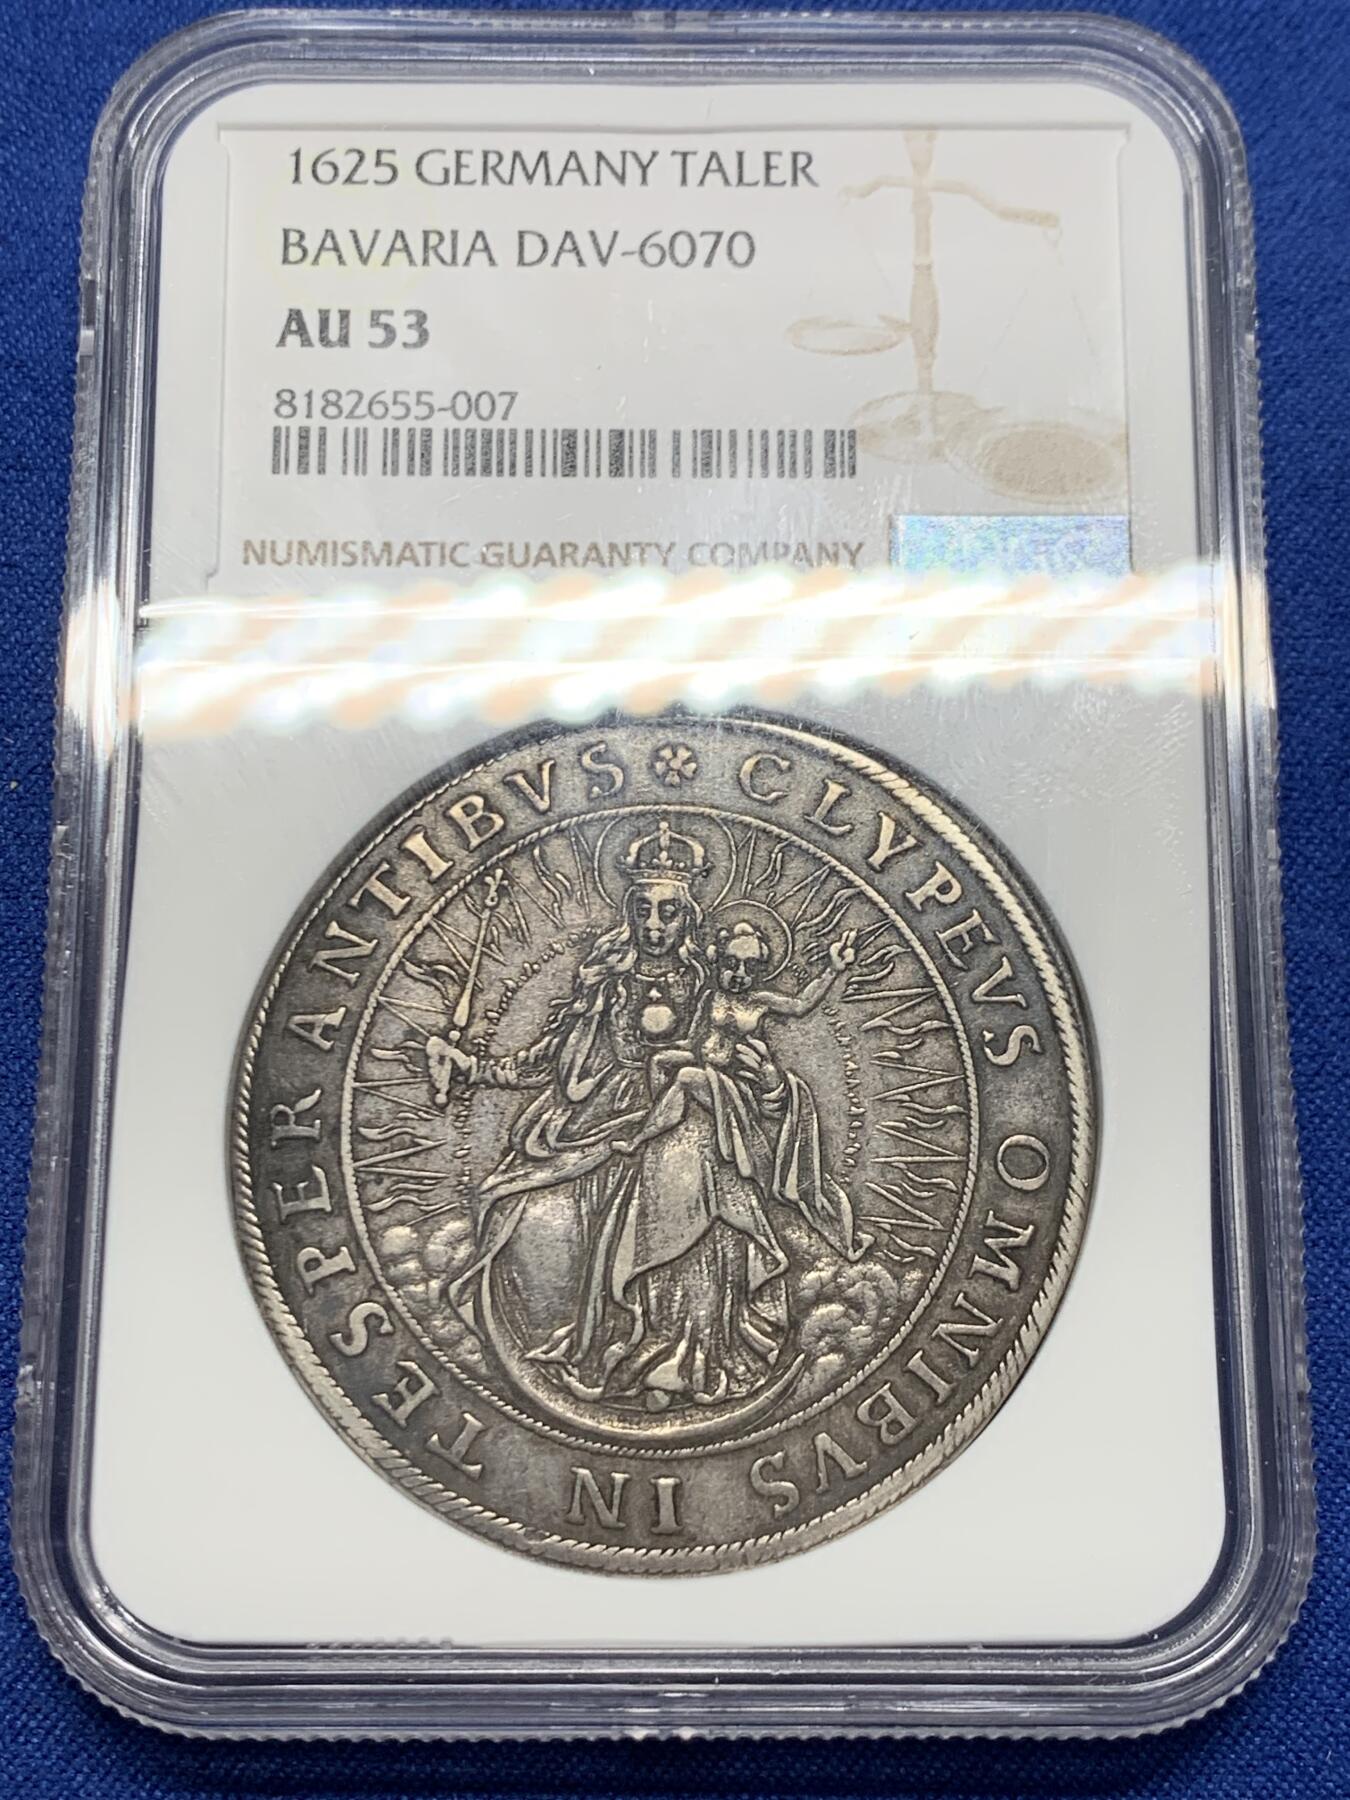 1625 GERMANY TALER
BAVARIA DAV-6070
AU 53
8182655-007
NUMISMATIC GUARANTY COMPANY
CLYPEVS OMNIBVS IN TE SPERANTIBVS